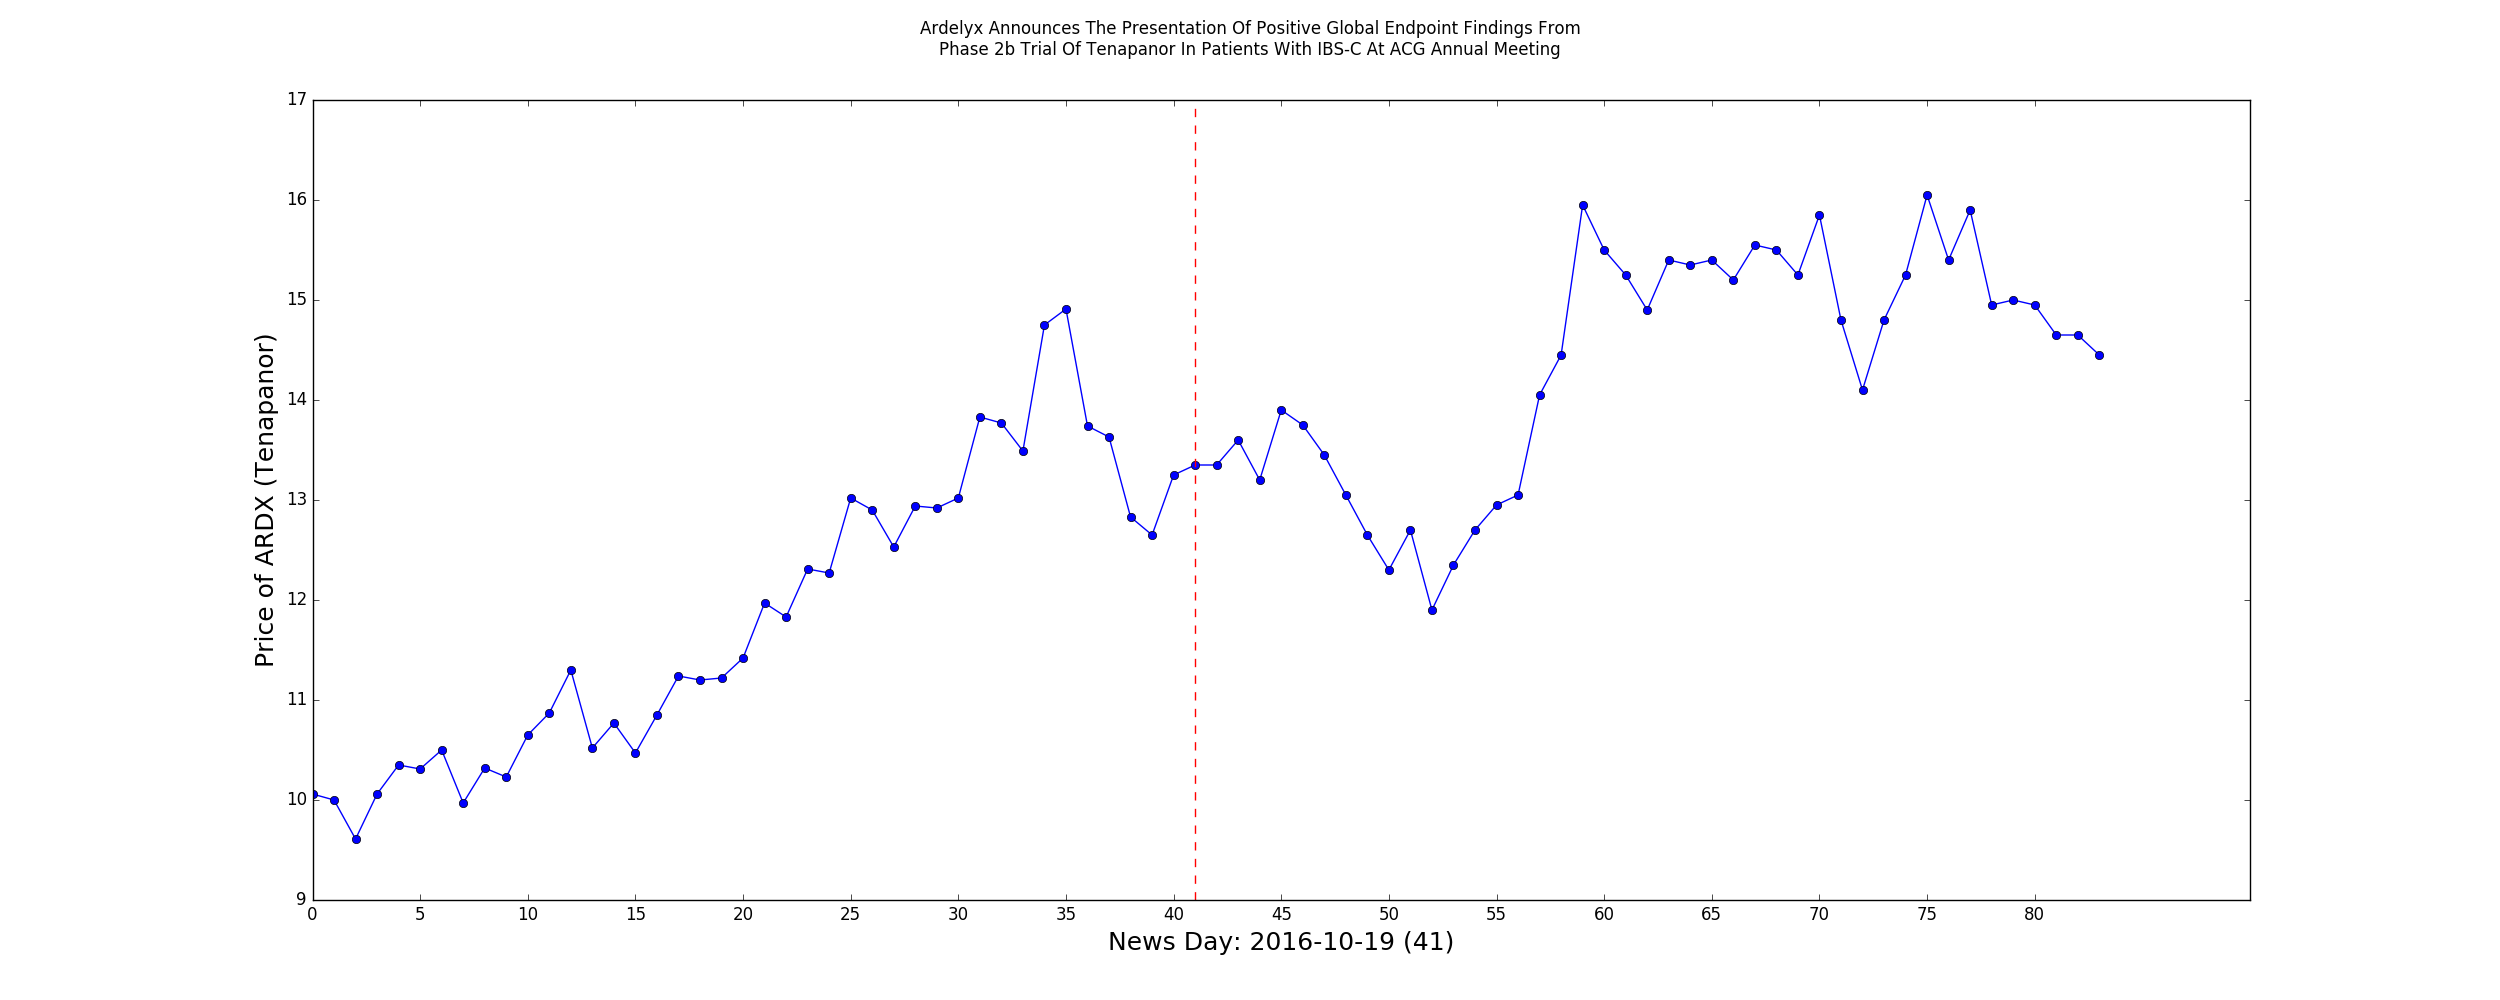 Ardelyx Announces The Presentation Of Positive Global Endpoint Findings From
Phase 2b Trial Of Tenapanor In Patients With IBS-C At ACG Annual Meeting
17
16
15
14
13
12
11
10
9
Price of ARDX (Tenapanor)
0 5 10 15 20 25 30 35 40 45 50 55 60 65 70 75 80
News Day: 2016-10-19 (41)